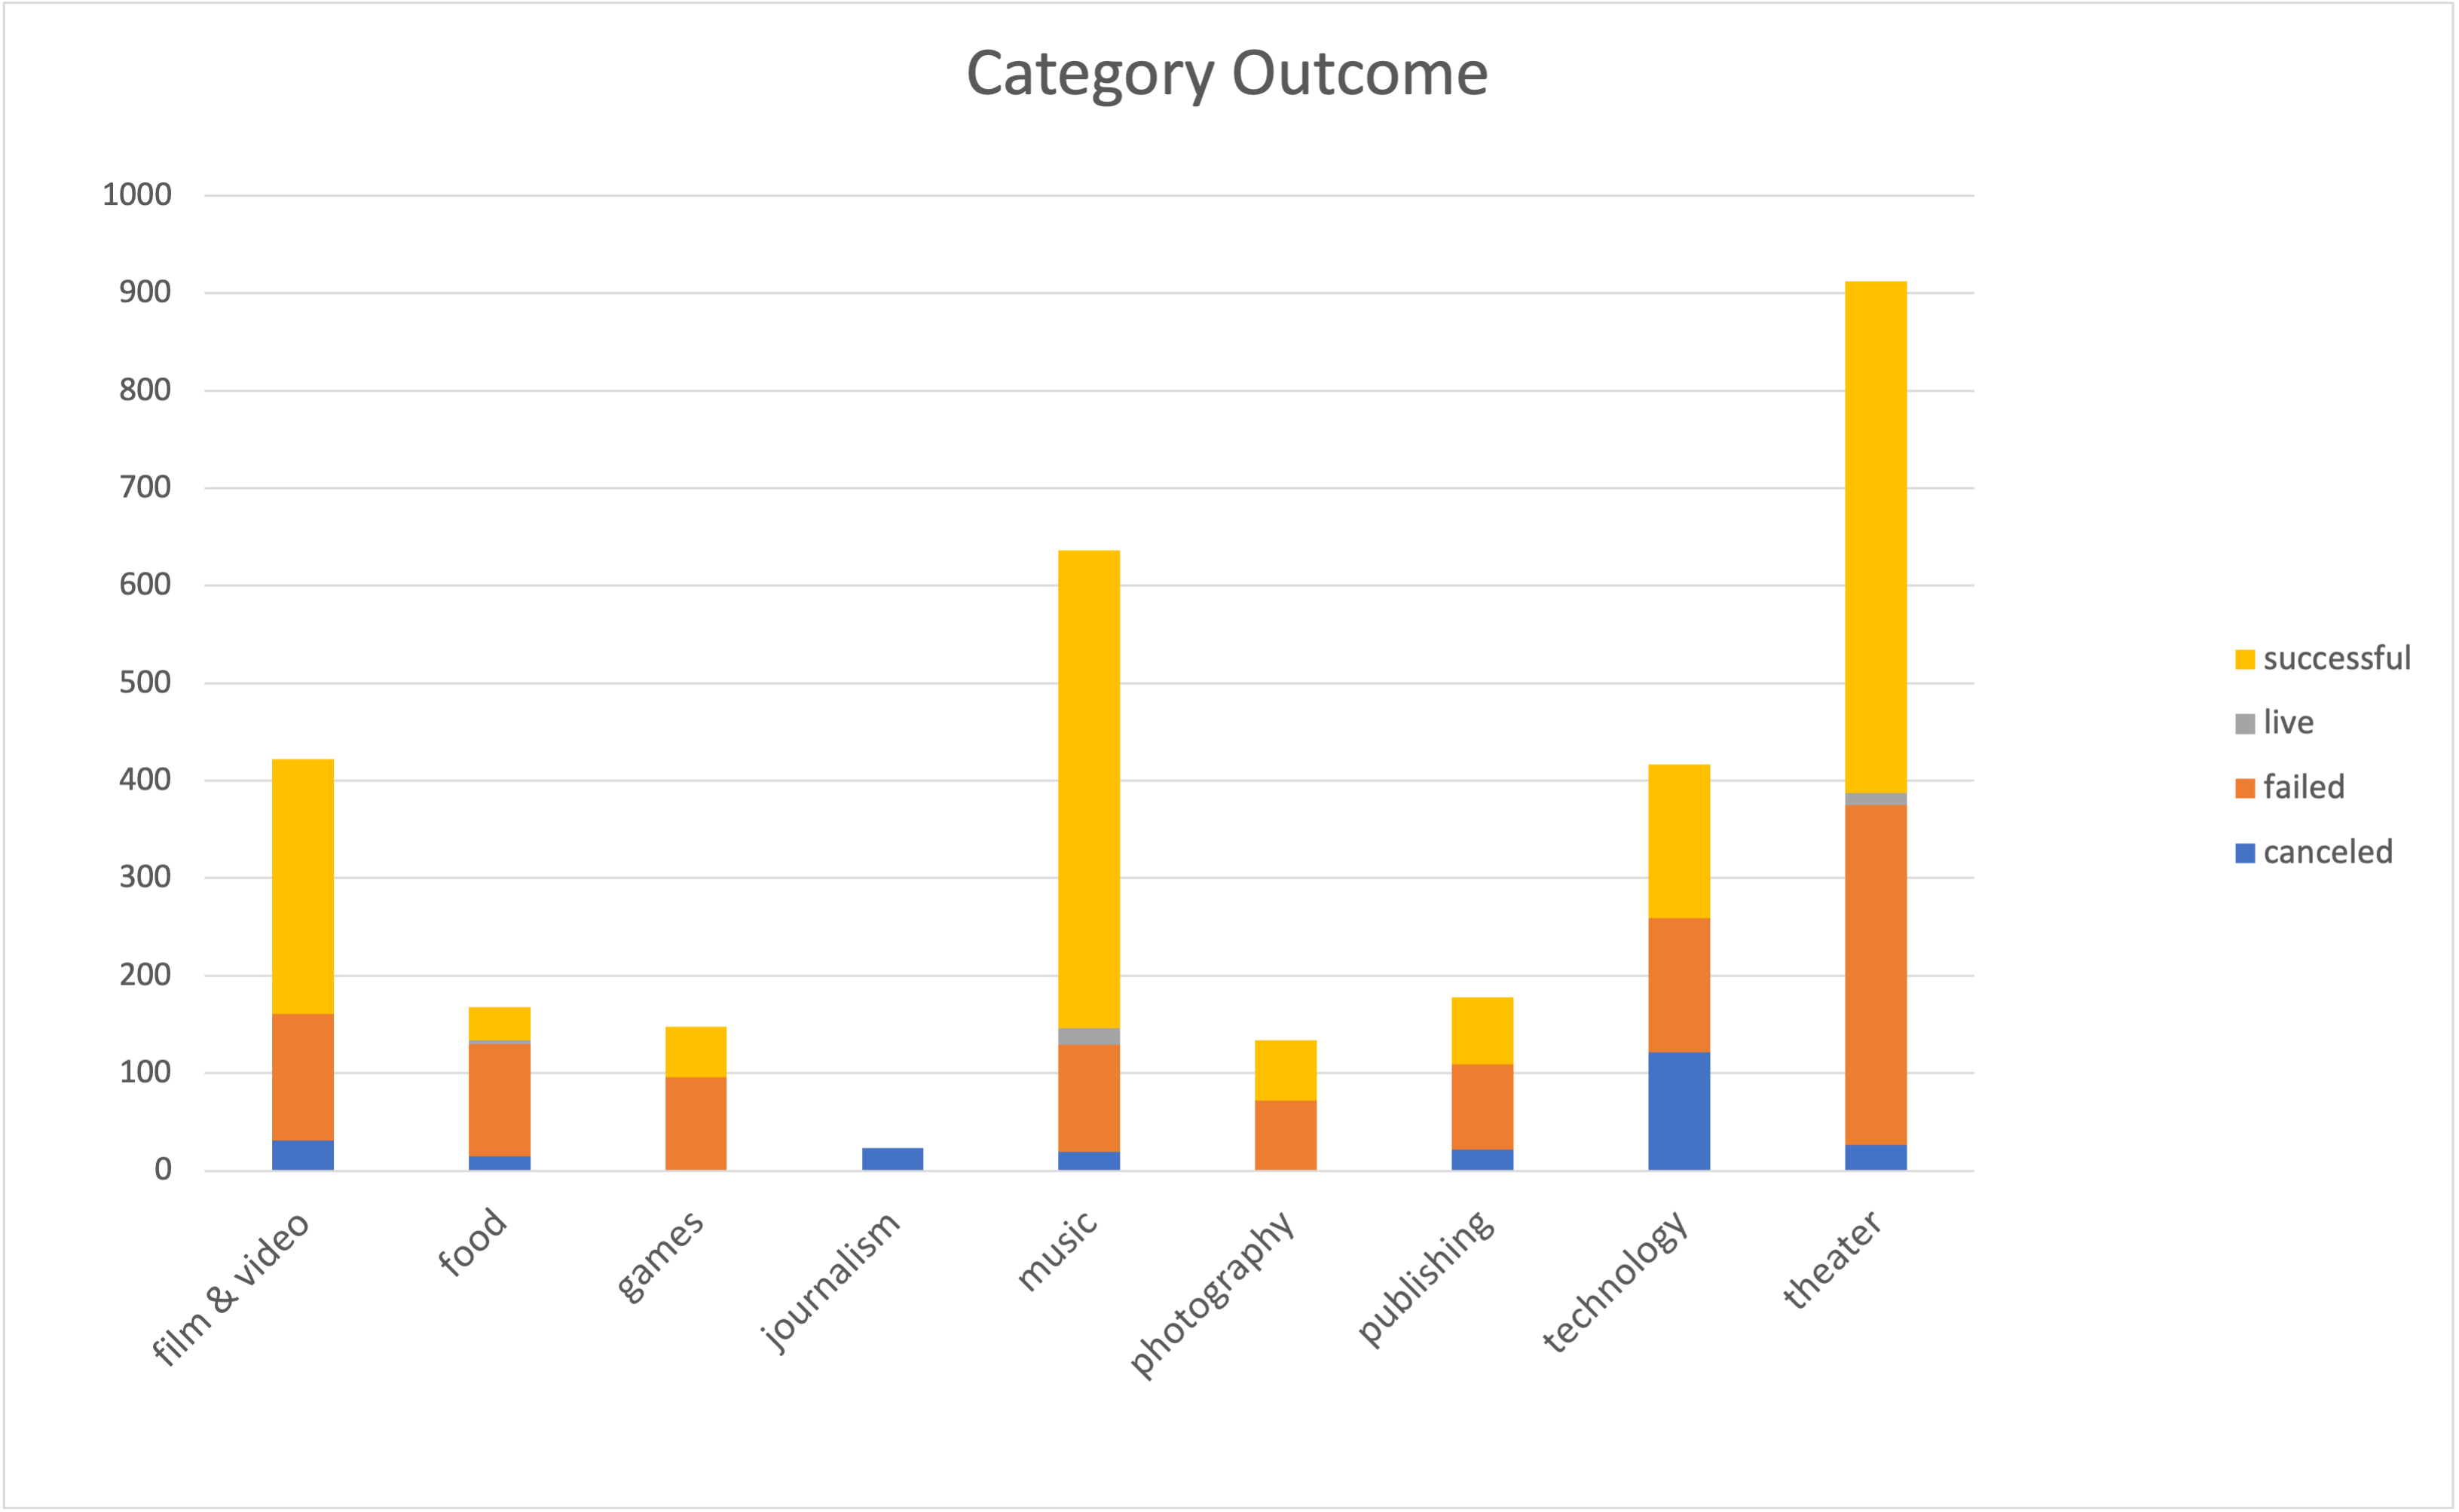 Category Outcome
1000
900
800
700
600
500
400
300
200
100
0
successful
live
failed
canceled
film & video
food
games
journalism
music
photography
publishing
technology
theater